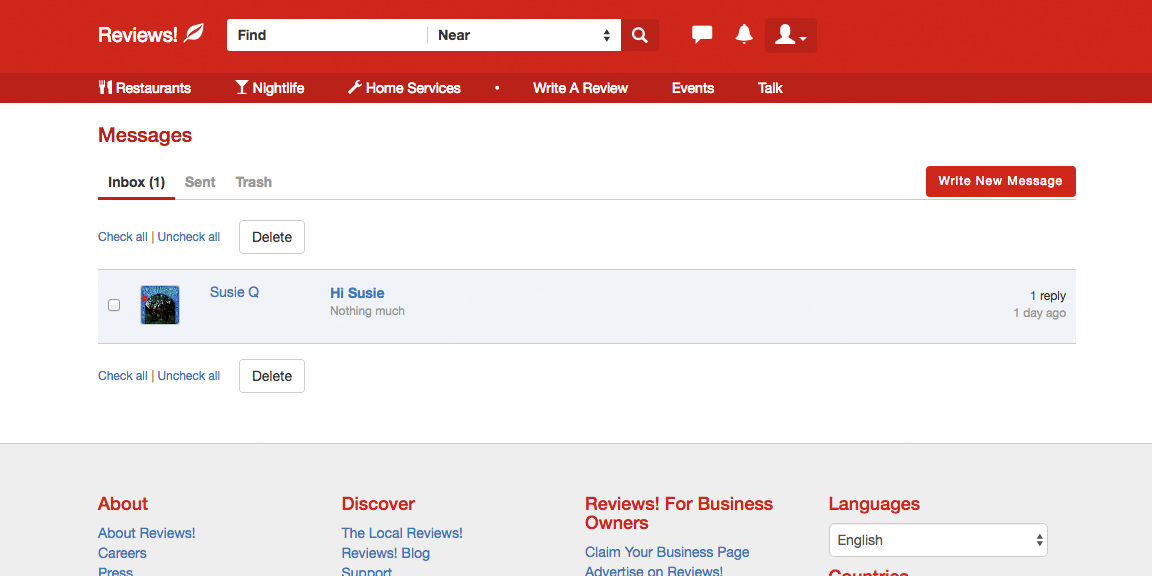 Reviews!
Find Near
Restaurants Nightlife Home Services • Write A Review Events Talk
Messages
Inbox (1) Sent Trash
Write New Message
Check all | Uncheck all Delete
Susie Q Hi Susie 1 reply
Nothing much 1 day ago
Check all | Uncheck all Delete
About
About Reviews!
Careers
Press
Discover
The Local Reviews!
Reviews! Blog
Support
Reviews! For Business
Owners
Claim Your Business Page
Advertise on Reviews!
Languages
English
Countries